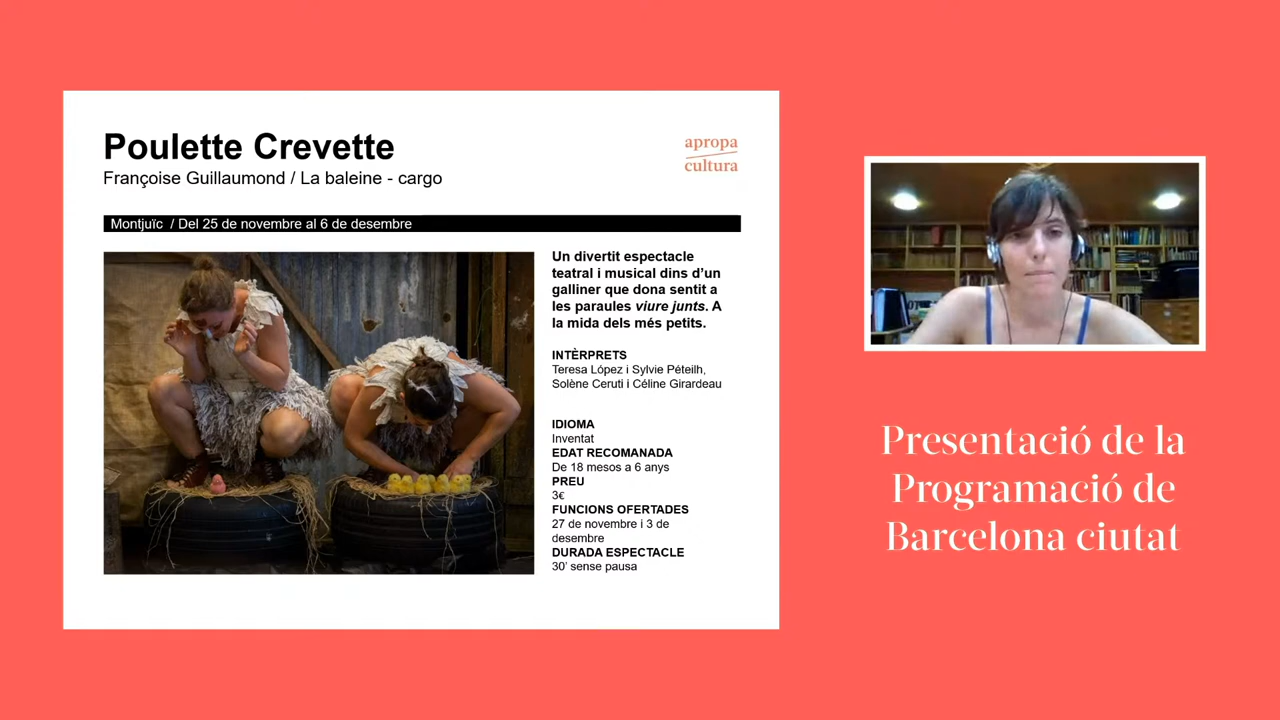 Poulette Crevette
Françoise Guillaumond / La baleine - cargo
apropa
cultura
Montjuïc / Del 25 de novembre al 6 de desembre
Un divertit espectacle
teatral i musical dins d'un
galliner que dona sentit a
les paraules viure junts. A
la mida dels més petits.
INTÈRPRETS
Teresa López i Sylvie Péteilh,
Solène Ceruti i Céline Girardeau
IDIOMA
Inventat
EDAT RECOMANADA
De 18 mesos a 6 anys
PREU
3€
FUNCIONS OFERTADES
27 de novembre i 3 de
desembre
DURADA ESPECTACLE
30' sense pausa
Presentació de la
Programació de
Barcelona ciutat